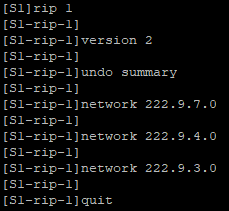 [S1]rip 1
[S1-rip-1]
[S1-rip-1]version 2
[S1-rip-1]
[S1-rip-1]undo summary
[S1-rip-1]
[S1-rip-1]network 222.9.7.0
[S1-rip-1]
[S1-rip-1]network 222.9.4.0
[S1-rip-1]
[S1-rip-1]network 222.9.3.0
[S1-rip-1]
[S1-rip-1]quit